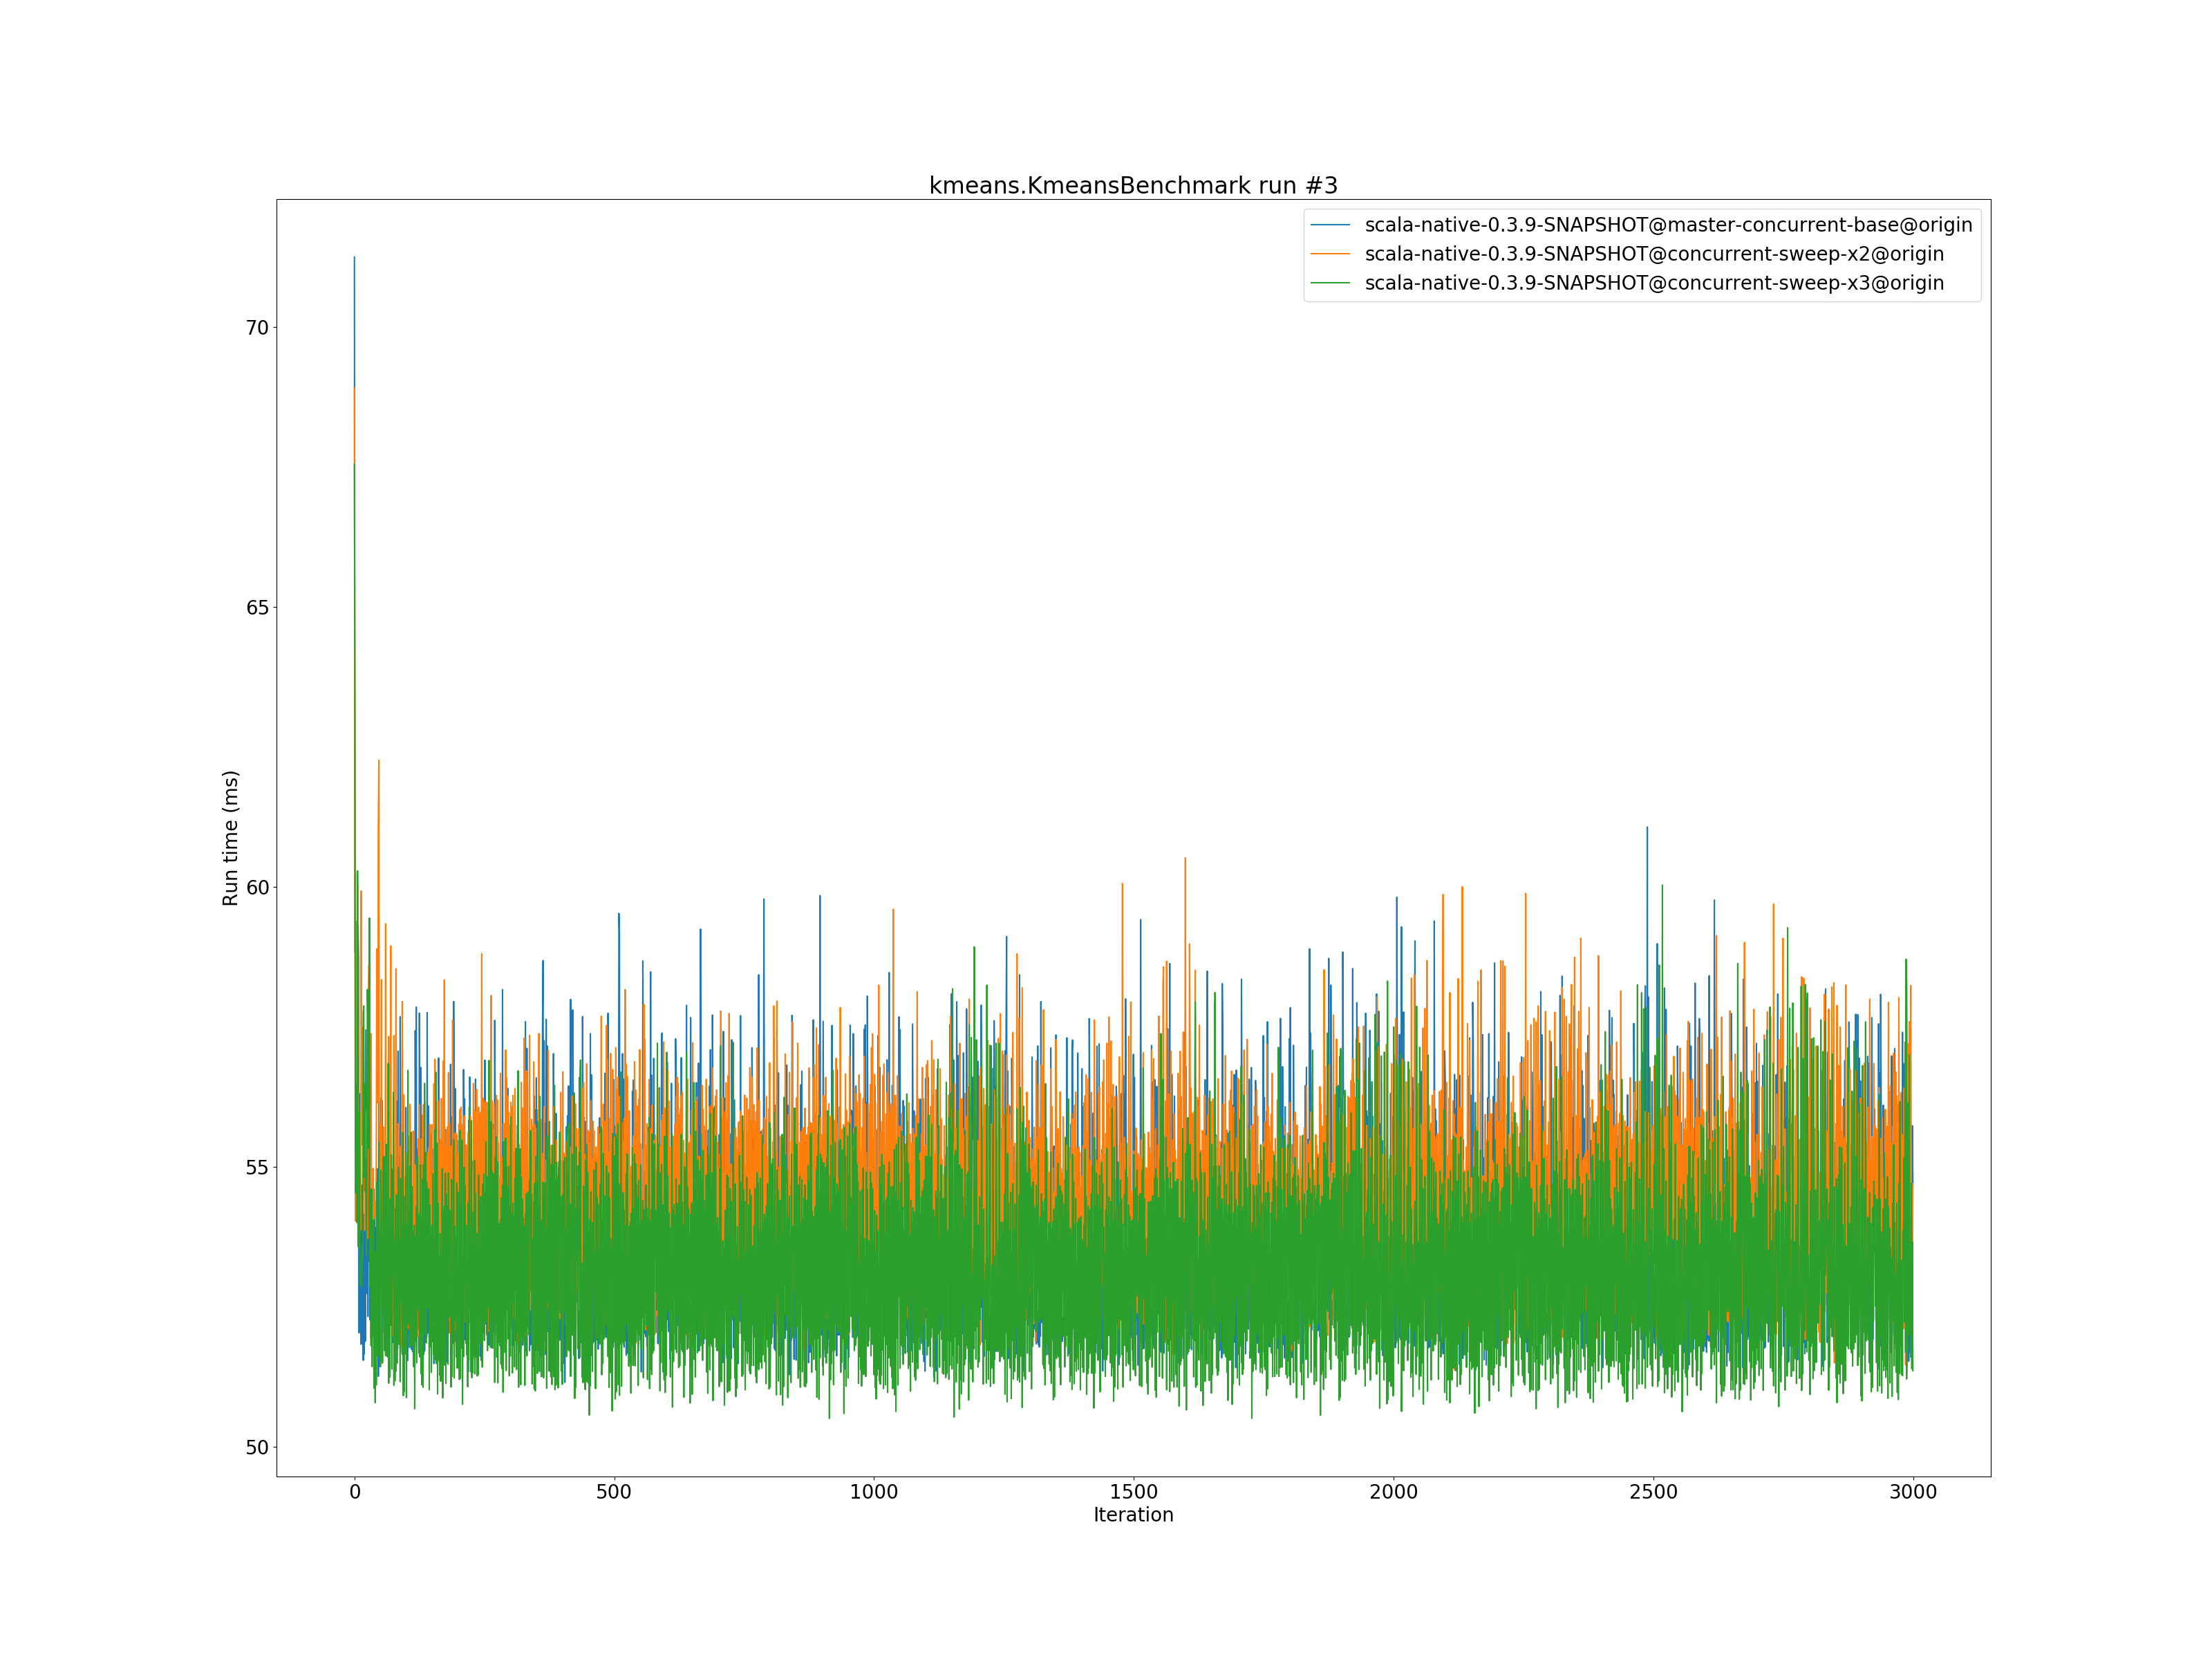 kmeans.KmeansBenchmark run #3
scala-native-0.3.9-SNAPSHOT@master-concurrent-base@origin
scala-native-0.3.9-SNAPSHOT@concurrent-sweep-x2@origin
scala-native-0.3.9-SNAPSHOT@concurrent-sweep-x3@origin
70
65
60
55
50
Run time (ms)
0 500 1000 1500 2000 2500 3000
Iteration